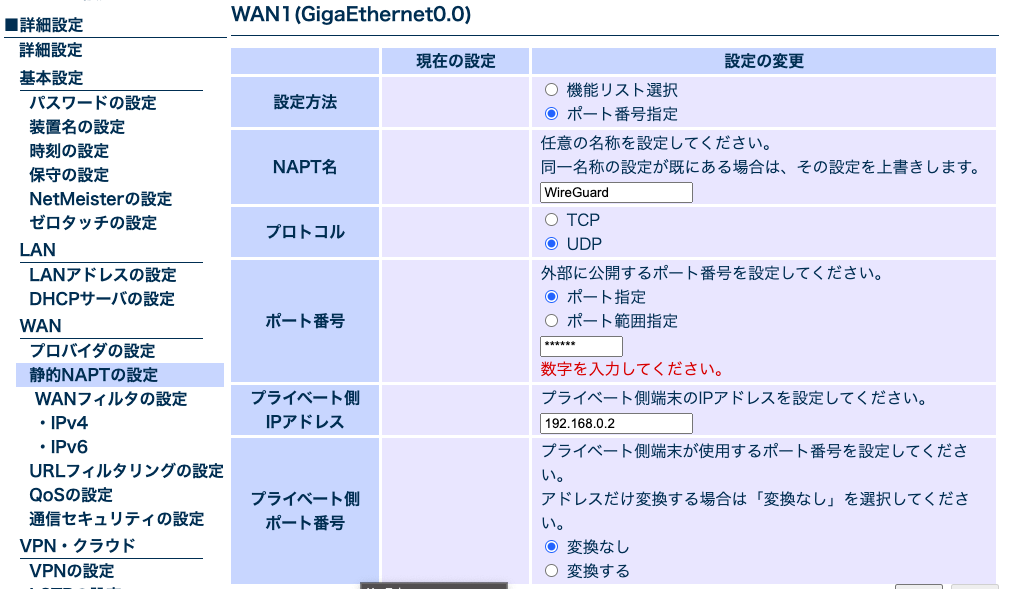 WAN1(GigaEthernet0.0)
■詳細設定
詳細設定
基本設定
パスワードの設定
装置名の設定
時刻の設定
保守の設定
NetMeisterの設定
ゼロタッチの設定
LAN
LANアドレスの設定
DHCPサーバの設定
WAN
プロバイダの設定
静的NAPTの設定
WANフィルタの設定
・IPv4
・IPv6
URLフィルタリングの設定
QoSの設定
通信セキュリティの設定
VPN・クラウド
VPNの設定
現在の設定 設定の変更
設定方法
機能リスト選択
ポート番号指定
NAPT名
任意の名称を設定してください。
同一名称の設定が既にある場合は、その設定を上書きします。
WireGuard
プロトコル
TCP
UDP
ポート番号
外部に公開するポート番号を設定してください。
ポート指定
ポート範囲指定
******
数字を入力してください。
プライベート側
IPアドレス
プライベート側端末のIPアドレスを設定してください。
192.168.0.2
プライベート側
ポート番号
プライベート側端末が使用するポート番号を設定してくださ
い。
アドレスだけ変換する場合は「変換なし」を選択してくださ
い。
変換なし
変換する